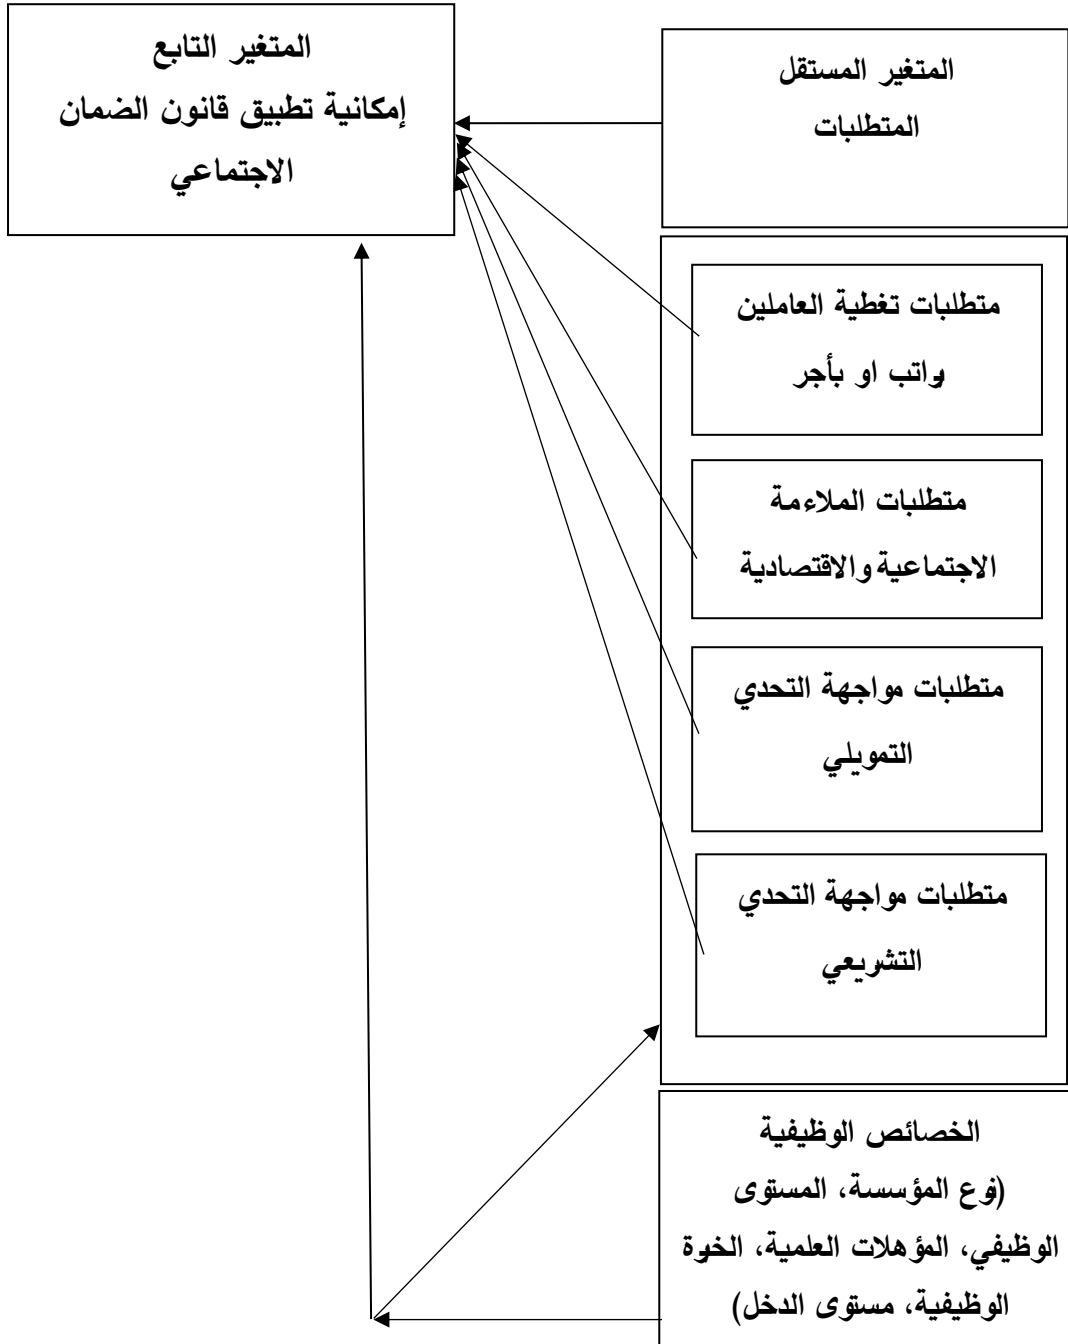 المتغير المستقل
المتطلبات
المتغير التابع
إمكانية تطبيق قانون الضمان
الاجتماعي
متطلبات تغطية العاملين
براتب او بأجر
متطلبات الملاءمة
الاجتماعية والاقتصادية
متطلبات مواجهة التحدي
التمويلي
متطلبات مواجهة التحدي
التشريعي
الخصائص الوظيفية
(نوع المؤسسة، المستوى
الوظيفي، المؤهلات العلمية، الخبرة
الوظيفية، مستوى الدخل)